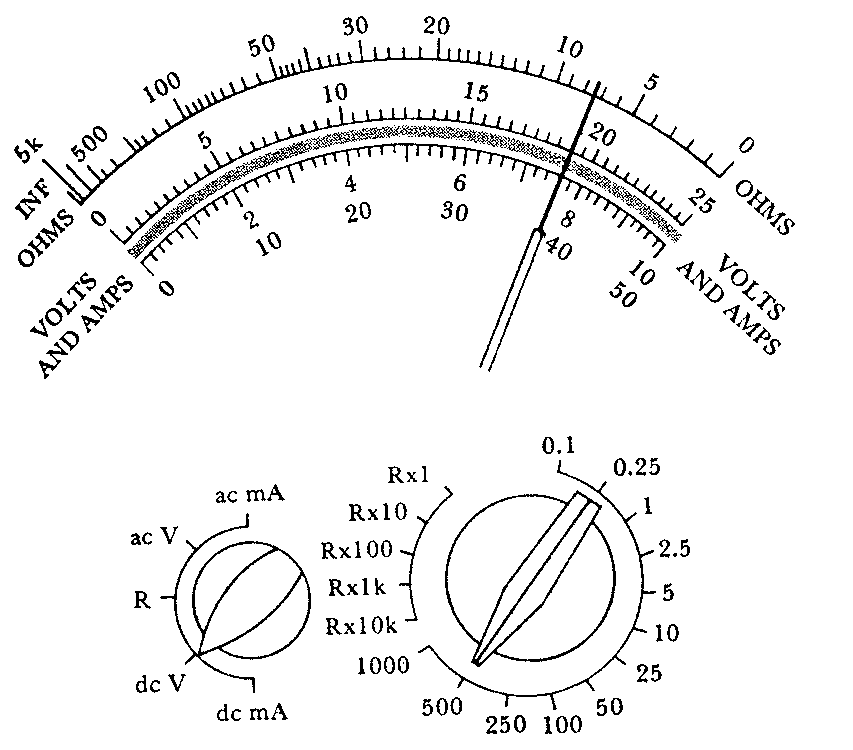 5k 500 100 50 30 20 10 5 0
INF
OHMS
OHMS
0 5 10 15 20 25
0 2 4 6 8 10
10 20 30 40 50
VOLTS
AND AMPS
VOLTS
AND AMPS
ac mA
ac V
R
dc V
dc mA
Rx1
Rx10
Rx100
Rx1k
Rx10k
0.1
0.25
1
2.5
5
10
25
50
100
250
500
1000